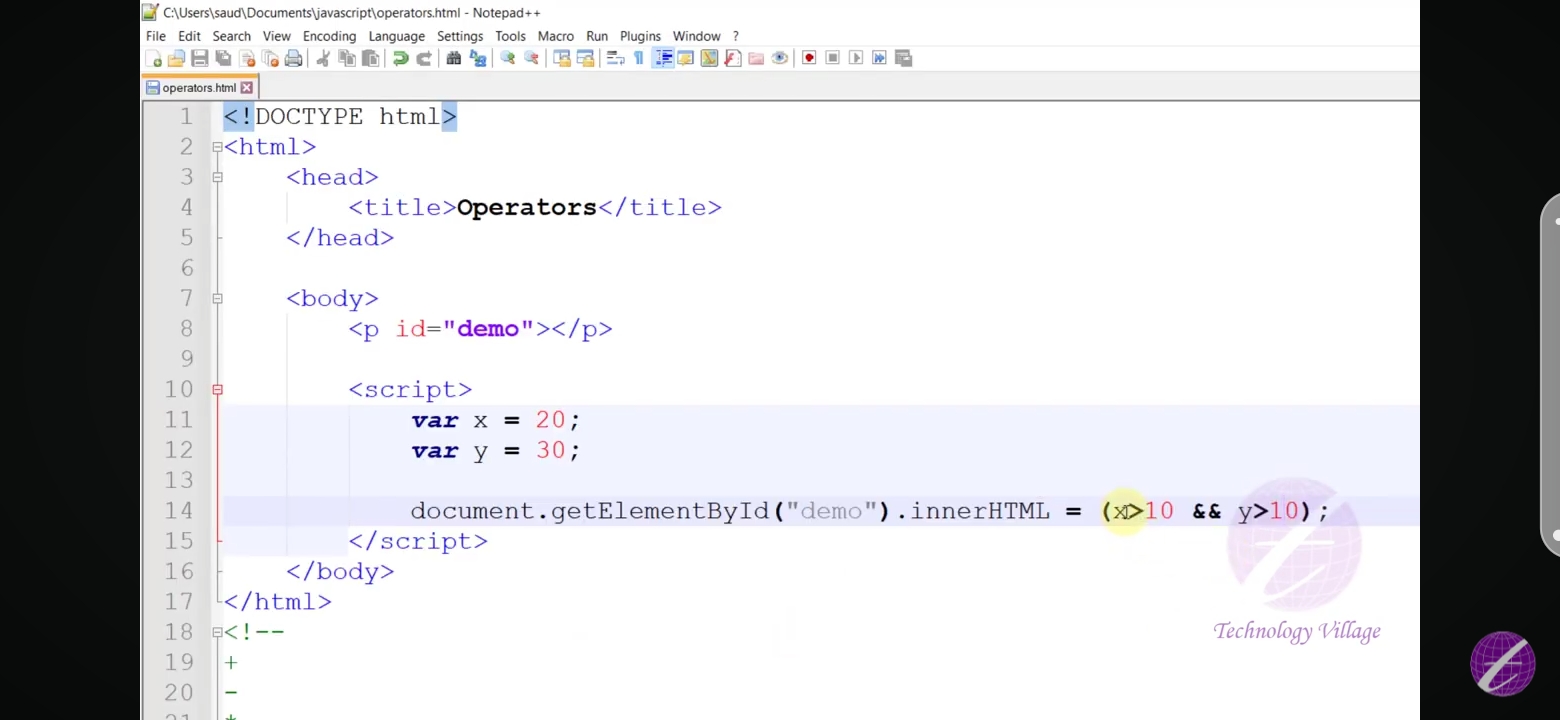 C:\Users\saud\Documents\javascript\operators.html - Notepad++
File Edit Search View Encoding Language Settings Tools Macro Run Plugins Window ?
operators.html
1 <!DOCTYPE html>
2 <html>
3 <head>
4 <title>Operators</title>
5 </head>
6
7 <body>
8 <p id="demo"></p>
9
10 <script>
11 var x = 20;
12 var y = 30;
13
14 document.getElementById("demo").innerHTML = (x>10 && y>10);
15 </script>
16 </body>
17 </html>
18 <!--
19 +
20 -
Technology Village